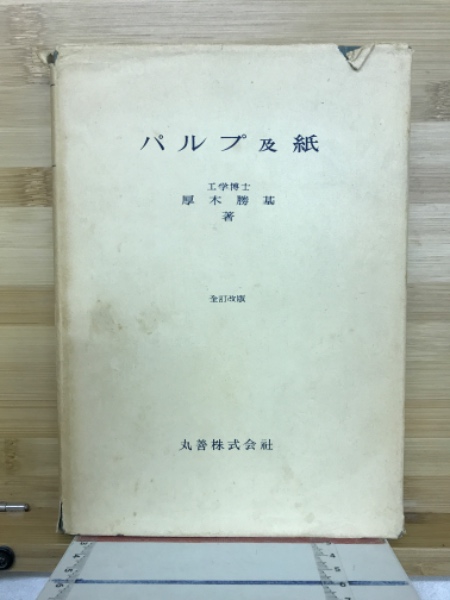 パルプ及紙
工学博士
厚木勝基
著
全訂改版
丸善株式会社